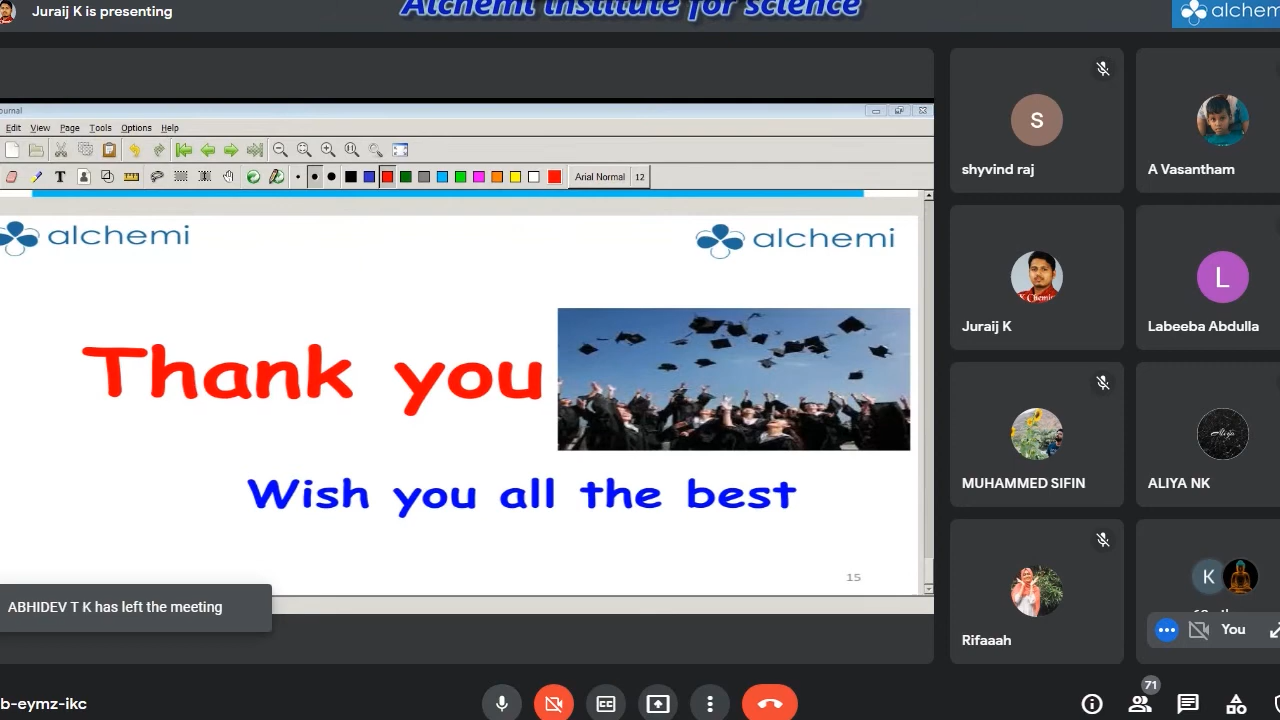 Juraij K is presenting
Alchemi institute for science
alchemi
Edit View Page Tools Options Help
T
Arial Normal 12
alchemi
alchemi
Thank you
Wish you all the best
15
ABHIDEV T K has left the meeting
b-eymz-ikc
CC
S
shyvind raj
A Vasantham
Juraij K
L
Labeeba Abdulla
MUHAMMED SIFIN
ALIYA NK
Rifaaah
K
You
71